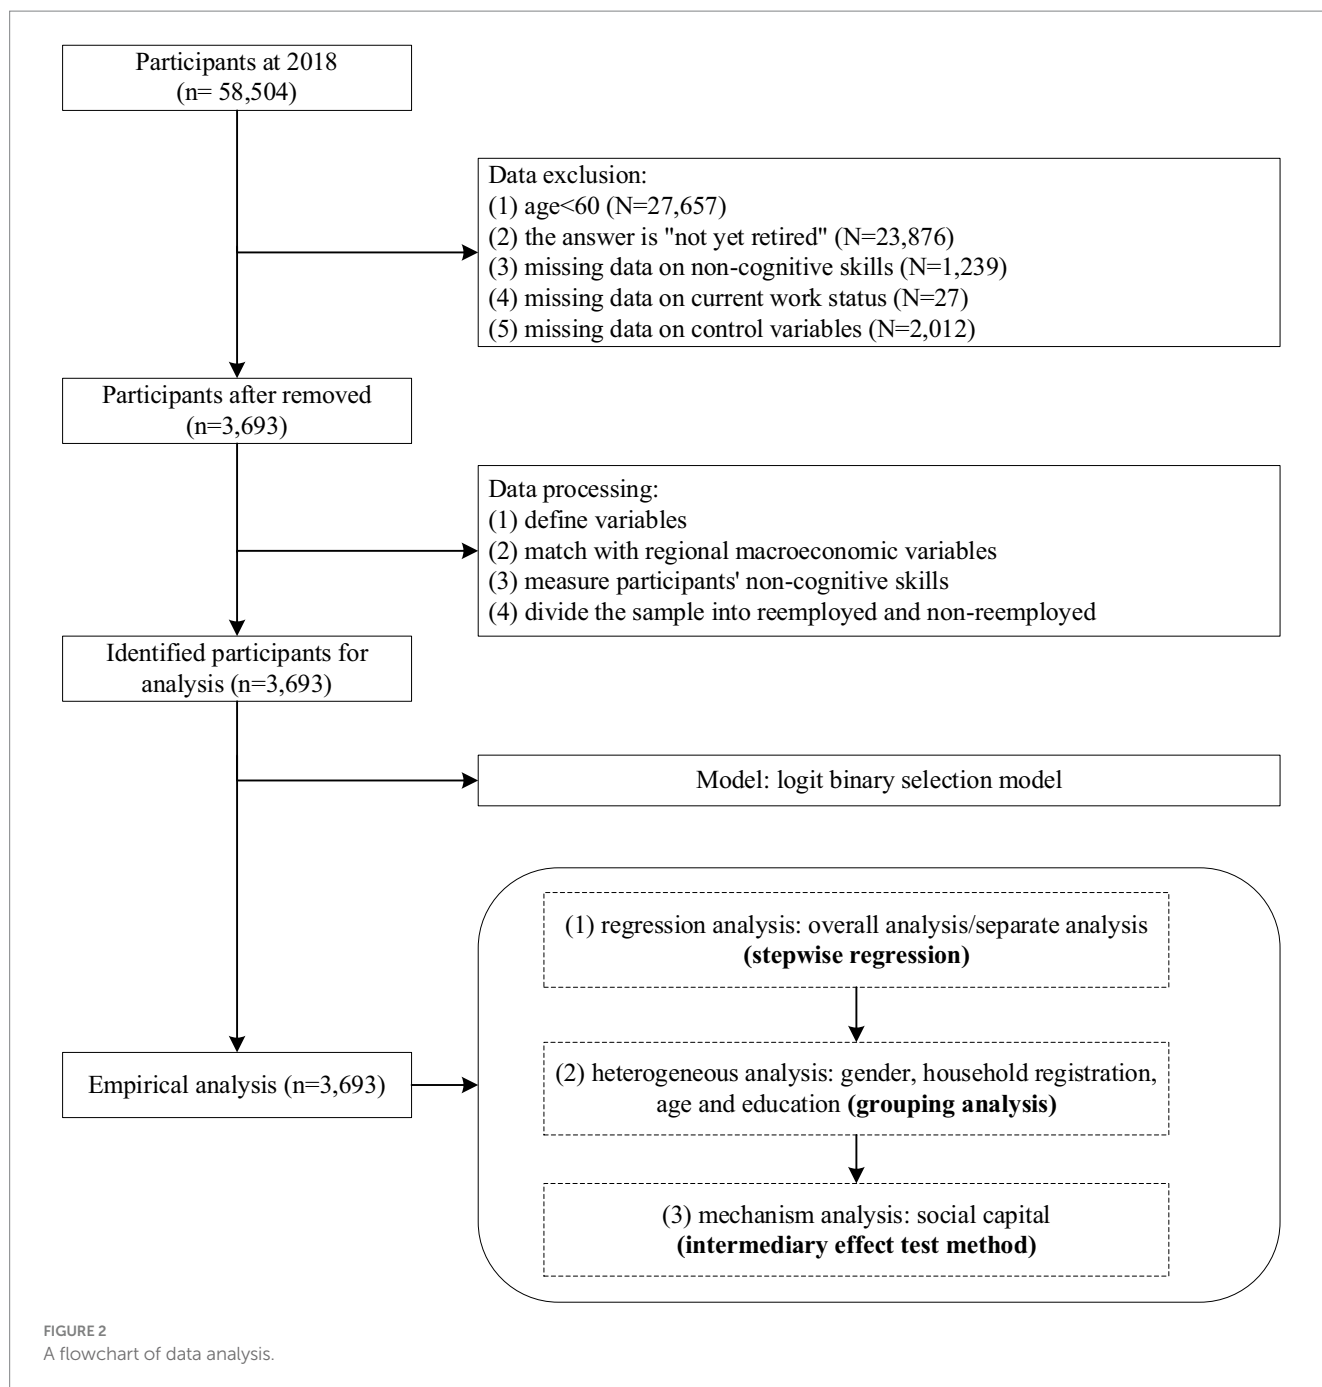 Participants at 2018
(n= 58,504)
Data exclusion:
(1) age<60 (N=27,657)
(2) the answer is "not yet retired" (N=23,876)
(3) missing data on non-cognitive skills (N=1,239)
(4) missing data on current work status (N=27)
(5) missing data on control variables (N=2,012)
Participants after removed
(n=3,693)
Data processing:
(1) define variables
(2) match with regional macroeconomic variables
(3) measure participants' non-cognitive skills
(4) divide the sample into reemployed and non-reemployed
Identified participants for
analysis (n=3,693)
Model: logit binary selection model
(1) regression analysis: overall analysis/separate analysis
(stepwise regression)
Empirical analysis (n=3,693)
(2) heterogeneous analysis: gender, household registration,
age and education (grouping analysis)
(3) mechanism analysis: social capital
(intermediary effect test method)
FIGURE 2
A flowchart of data analysis.